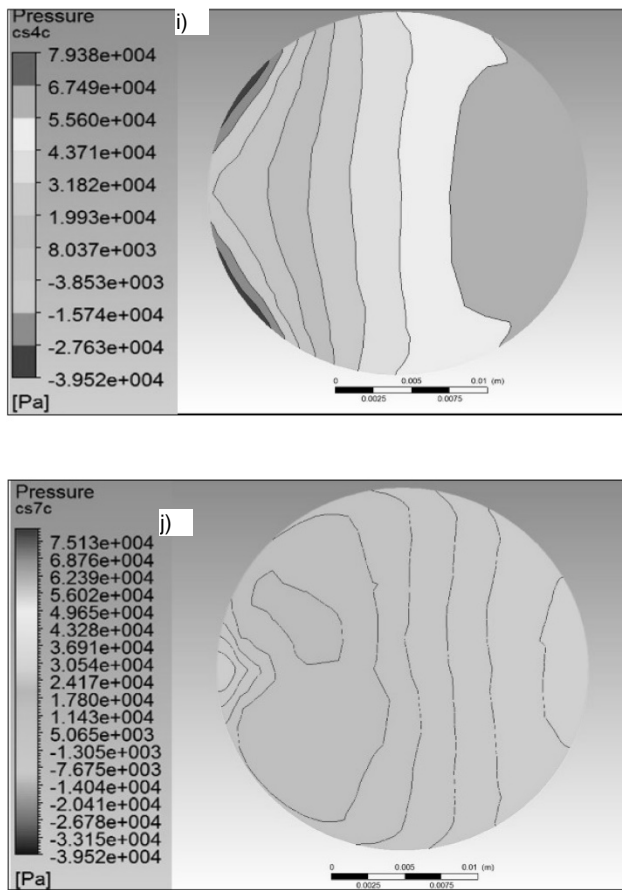 Pressure
cs4c
i)
7.938e+004
6.749e+004
5.560e+004
4.371e+004
3.182e+004
1.993e+004
8.037e+003
-3.853e+003
-1.574e+004
-2.763e+004
-3.952e+004
[Pa]
0 0.005 0.01 (m)
0.0025 0.0075
Pressure
cs7c
j)
7.513e+004
6.876e+004
6.239e+004
5.602e+004
4.965e+004
4.328e+004
3.691e+004
3.054e+004
2.417e+004
1.780e+004
1.143e+004
5.065e+003
-1.305e+003
-7.675e+003
-1.404e+004
-2.041e+004
-2.678e+004
-3.315e+004
-3.952e+004
[Pa]
0 0.005 0.01 (m)
0.0025 0.0075